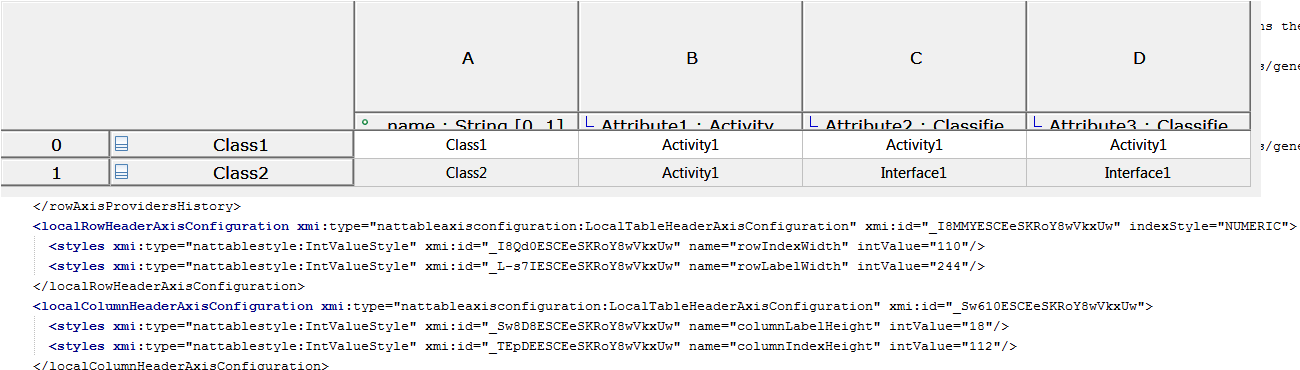 A B C D
ns the
s/gene
name : String [0..1] Attribute1 : Activity Attribute2 : Classifie Attribute3 : Classifie
0 Class1 Class1 Activity1 Activity1 Activity1
s/gene
1 Class2 Class2 Activity1 Interface1 Interface1
</rowAxisProvidersHistory>
<localRowHeaderAxisConfiguration xmi:type="nattableaxisconfiguration:LocalTableHeaderAxisConfiguration" xmi:id="_I8MMYESCEeSKRoY8wVkxUw" indexStyle="NUMERIC">
<styles xmi:type="nattablestyle:IntValueStyle" xmi:id="_I8Qd0ESCEeSKRoY8wVkxUw" name="rowIndexWidth" intValue="110"/>
<styles xmi:type="nattablestyle:IntValueStyle" xmi:id="_L-s7IESCEeSKRoY8wVkxUw" name="rowLabelWidth" intValue="244"/>
</localRowHeaderAxisConfiguration>
<localColumnHeaderAxisConfiguration xmi:type="nattableaxisconfiguration:LocalTableHeaderAxisConfiguration" xmi:id="_Sw610ESCEeSKRoY8wVkxUw">
<styles xmi:type="nattablestyle:IntValueStyle" xmi:id="_Sw8D8ESCEeSKRoY8wVkxUw" name="columnLabelHeight" intValue="18"/>
<styles xmi:type="nattablestyle:IntValueStyle" xmi:id="_TEpDEESCEeSKRoY8wVkxUw" name="columnIndexHeight" intValue="112"/>
</localColumnHeaderAxisConfiguration>